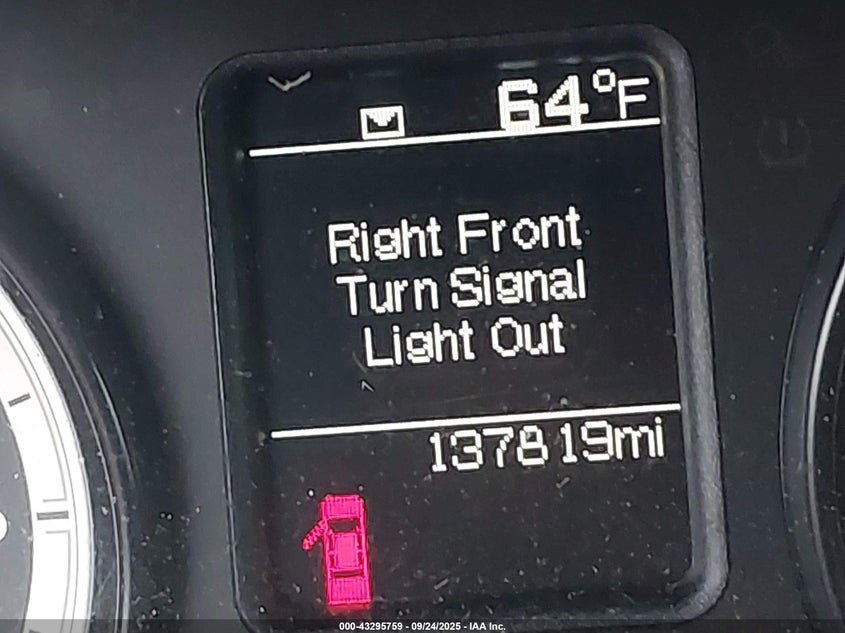 64°F
Right Front
Turn Signal
Light Out
137819mi
000-43295759 - 09/24/2025 - IAA Inc.